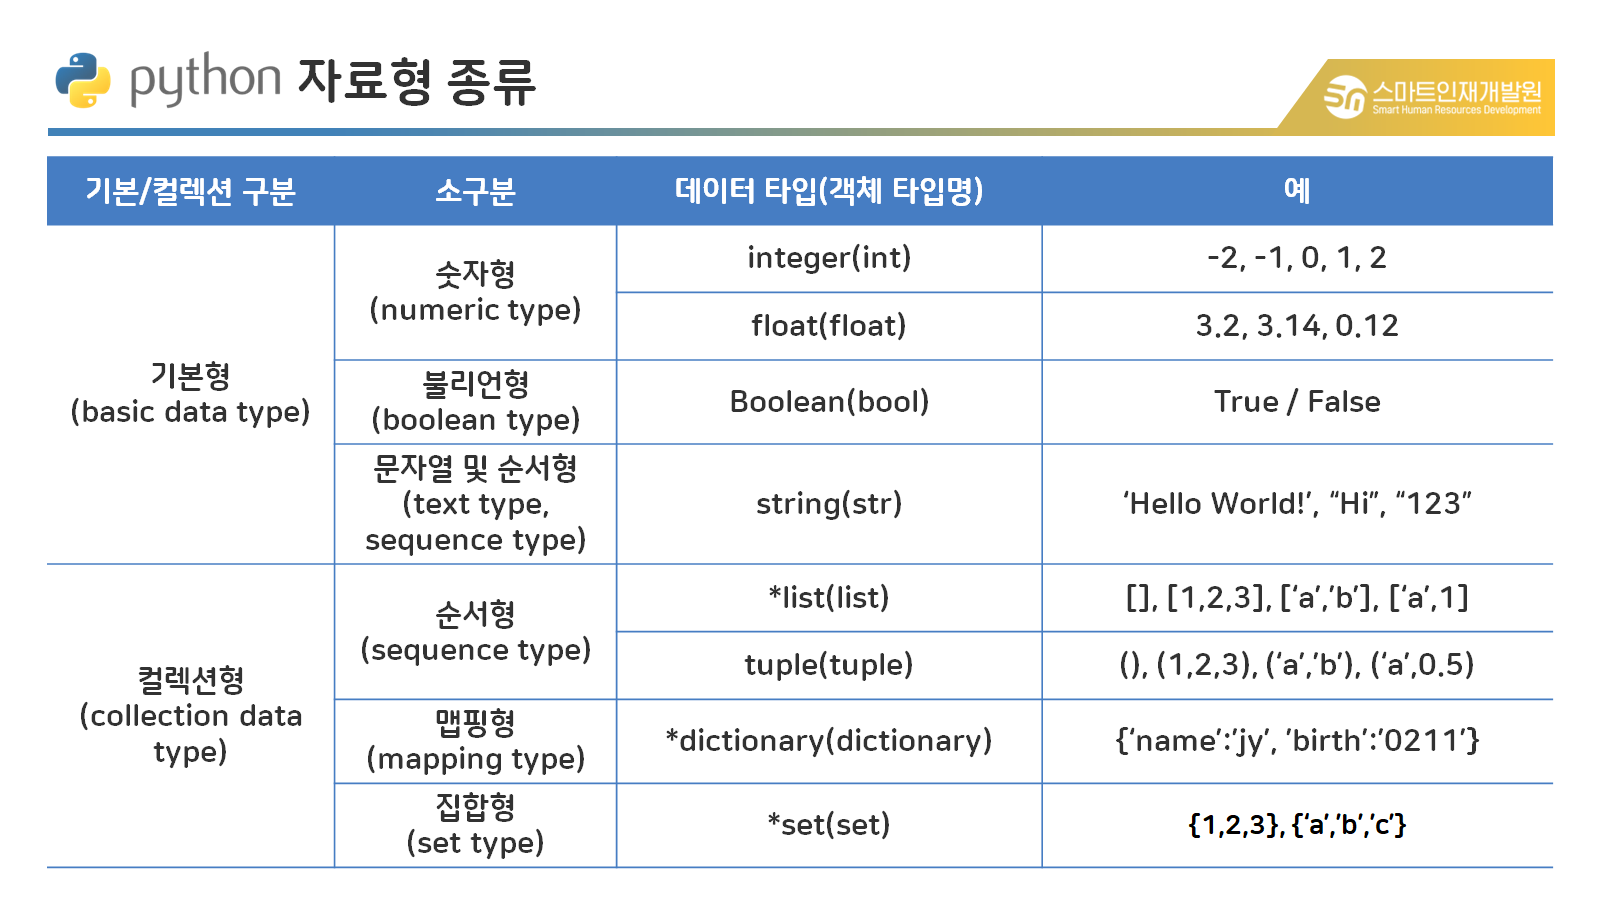 python 자료형 종류
스마트인재개발원
Smart Human Resources Development
기본/컬렉션 구분 소구분 데이터 타입(객체 타입명) 예
기본형
(basic data type)
숫자형
(numeric type)
integer(int) -2, -1, 0, 1, 2
float(float) 3.2, 3.14, 0.12
불리언형
(boolean type)
Boolean(bool) True / False
문자열 및 순서형
(text type,
sequence type)
string(str) ‘Hello World!’, “Hi”, “123”
컬렉션형
(collection data
type)
순서형
(sequence type)
*list(list) [], [1,2,3], [‘a’,’b’], [‘a’,1]
tuple(tuple) (), (1,2,3), (‘a’,’b’), (‘a’,0.5)
맵핑형
(mapping type)
*dictionary(dictionary) {‘name’:’jy’, ’birth’:’0211’}
집합형
(set type)
*set(set) {1,2,3}, {‘a’,’b’,’c’}